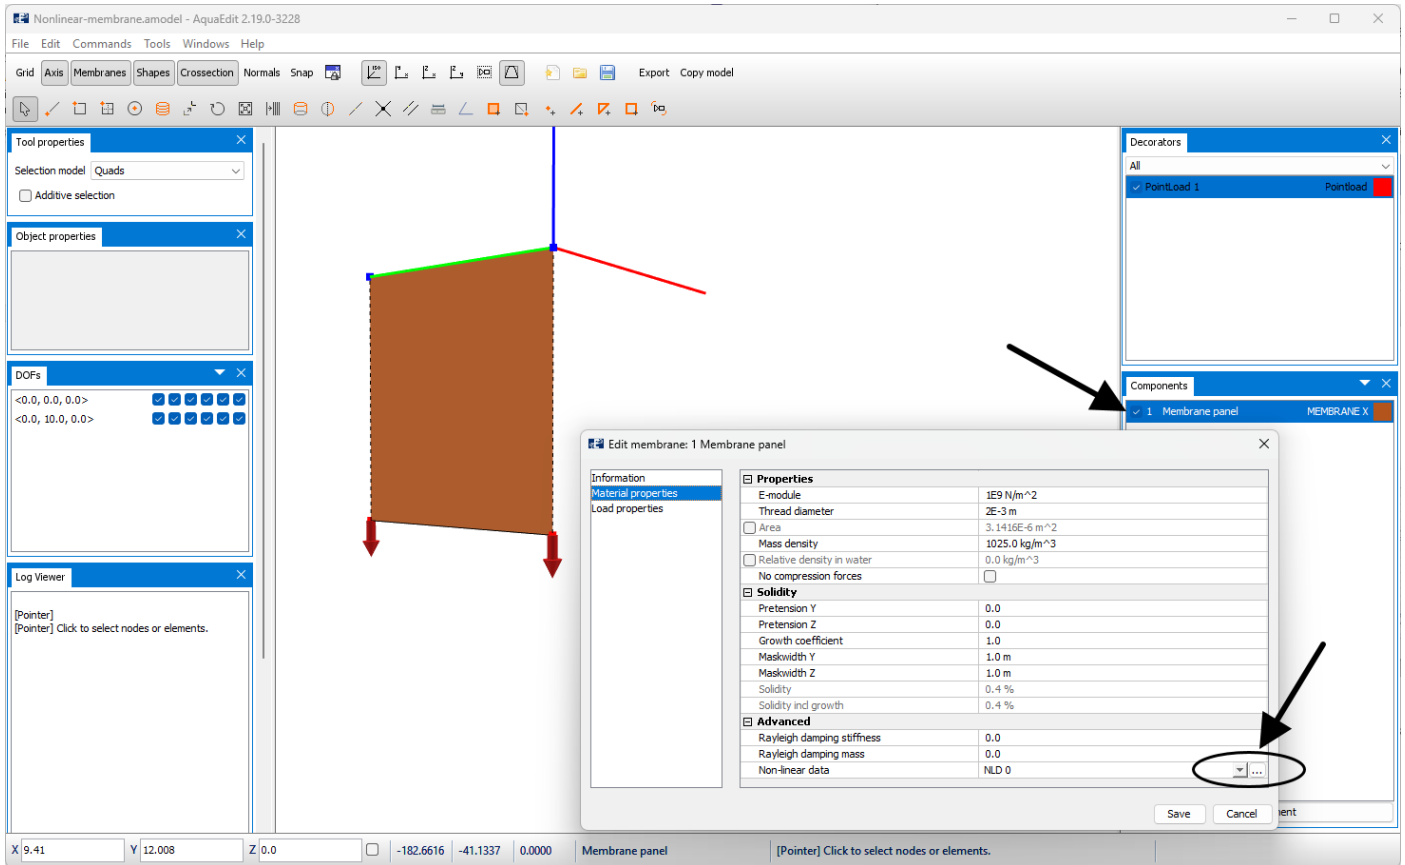 Nonlinear-membrane.amodel - AquaEdit 2.19.0-3228
File Edit Commands Tools Windows Help
Grid Axis Membranes Shapes Crossection Normals Snap Export Copy model
Tool properties
Selection model Quads
Additive selection
Object properties
DOFs
<0.0, 0.0, 0.0>
<0.0, 10.0, 0.0>
Log Viewer
[Pointer]
[Pointer] Click to select nodes or elements.
Decorators
All
PointLoad 1 Pointload
Components
1 Membrane panel MEMBRANE X
Edit membrane: 1 Membrane panel
Information
Material properties
Load properties
Properties
E-module 1E9 N/m^2
Thread diameter 2E-3 m
Area 3.1416E-6 m^2
Mass density 1025.0 kg/m^3
Relative density in water 0.0 kg/m^3
No compression forces
Solidity
Pretension Y 0.0
Pretension Z 0.0
Growth coefficient 1.0
Maskwidth Y 1.0 m
Maskwidth Z 1.0 m
Solidity 0.4 %
Solidity incl growth 0.4 %
Advanced
Rayleigh damping stiffness 0.0
Rayleigh damping mass 0.0
Non-linear data NLD 0 ...
Save Cancel
X 9.41 Y 12.008 Z 0.0 -182.6616 -41.1337 0.0000 Membrane panel [Pointer] Click to select nodes or elements.